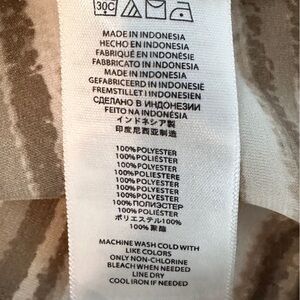 30C
MADE IN INDONESIA
HECHO EN INDONESIA
FABRIQUÉ EN INDONÉSIE
FABBRICATO IN INDONESIA
MADE IN INDONESIA
GEFABRICEERD IN INDONESIË
FREMSTILLET I INDONESIEN
СДЕЛАНО В ИНДОНЕЗИИ
FEITO NA INDONÉSIA
インドネシア製
印度尼西亚制造
100%POLYESTER
100%POLIÉSTER
100%POLYESTER
100%POLIESTERE
100%POLYESTER
100%POLYESTER
100%POLYESTER
100%ПОЛИЭСТЕР
100%POLIÉSTER
ポリエステル100%
100%聚酯
MACHINE WASH COLD WITH
LIKE COLORS
ONLY NON-CHLORINE
BLEACH WHEN NEEDED
LINE DRY
COOL IRON IF NEEDED